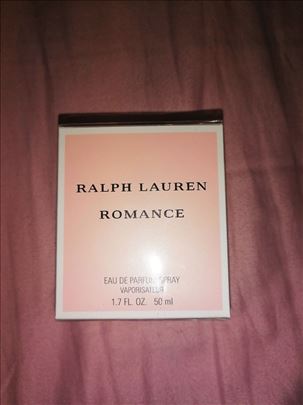 RALPH LAUREN
ROMANCE
EAU DE PARFUM SPRAY
VAPORISATEUR
1.7 FL. OZ. 50 ml